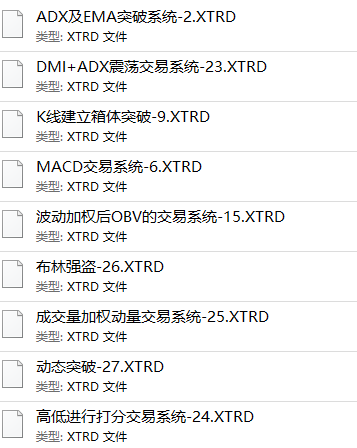 ADX及EMA突破系统-2.XTRD
类型: XTRD 文件
DMI+ADX震荡交易系统-23.XTRD
类型: XTRD 文件
K线建立箱体突破-9.XTRD
类型: XTRD 文件
MACD交易系统-6.XTRD
类型: XTRD 文件
波动加权后OBV的交易系统-15.XTRD
类型: XTRD 文件
布林强盗-26.XTRD
类型: XTRD 文件
成交量加权动量交易系统-25.XTRD
类型: XTRD 文件
动态突破-27.XTRD
类型: XTRD 文件
高低进行打分交易系统-24.XTRD
类型: XTRD 文件